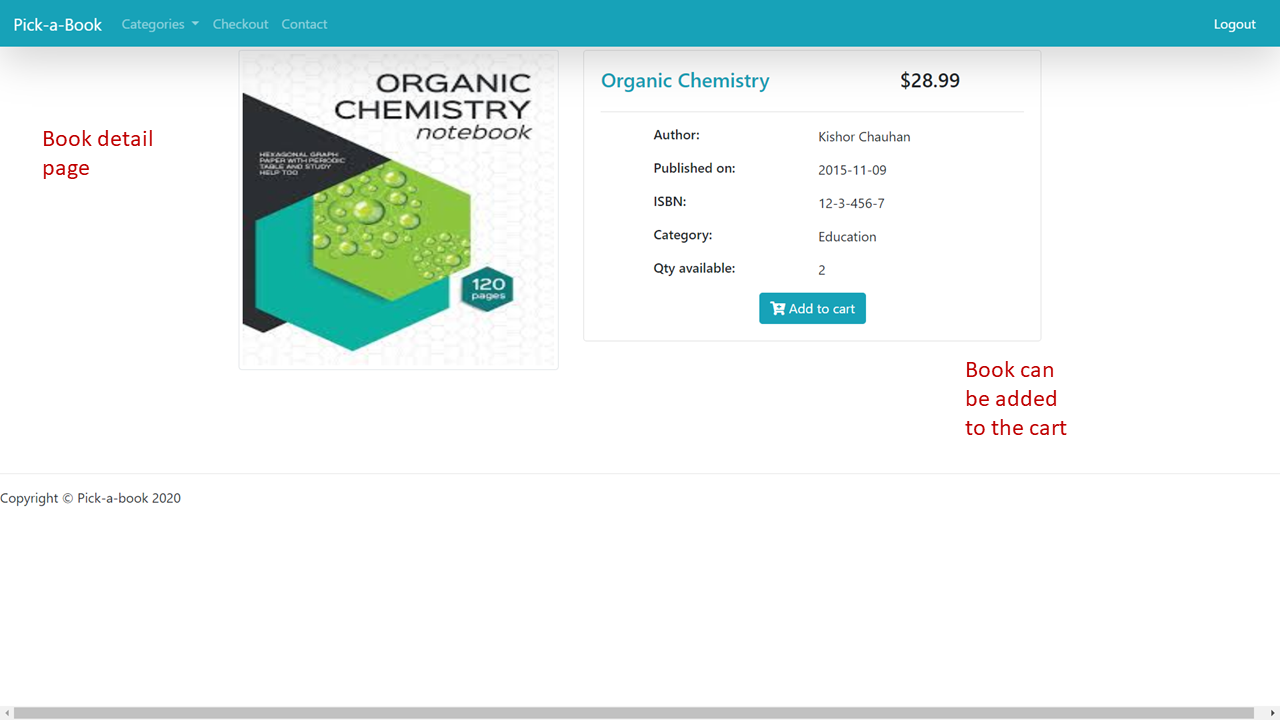 Pick-a-Book Categories Checkout Contact Logout
ORGANIC
CHEMISTRY
notebook
HEXAGONAL GRAPH
PAPER WITH PERIODIC
TABLE AND STUDY
HELP TOO
120
pages
Organic Chemistry $28.99
Author: Kishor Chauhan
Published on: 2015-11-09
ISBN: 12-3-456-7
Category: Education
Qty available: 2
Add to cart
Book detail
page
Book can
be added
to the cart
Copyright © Pick-a-book 2020